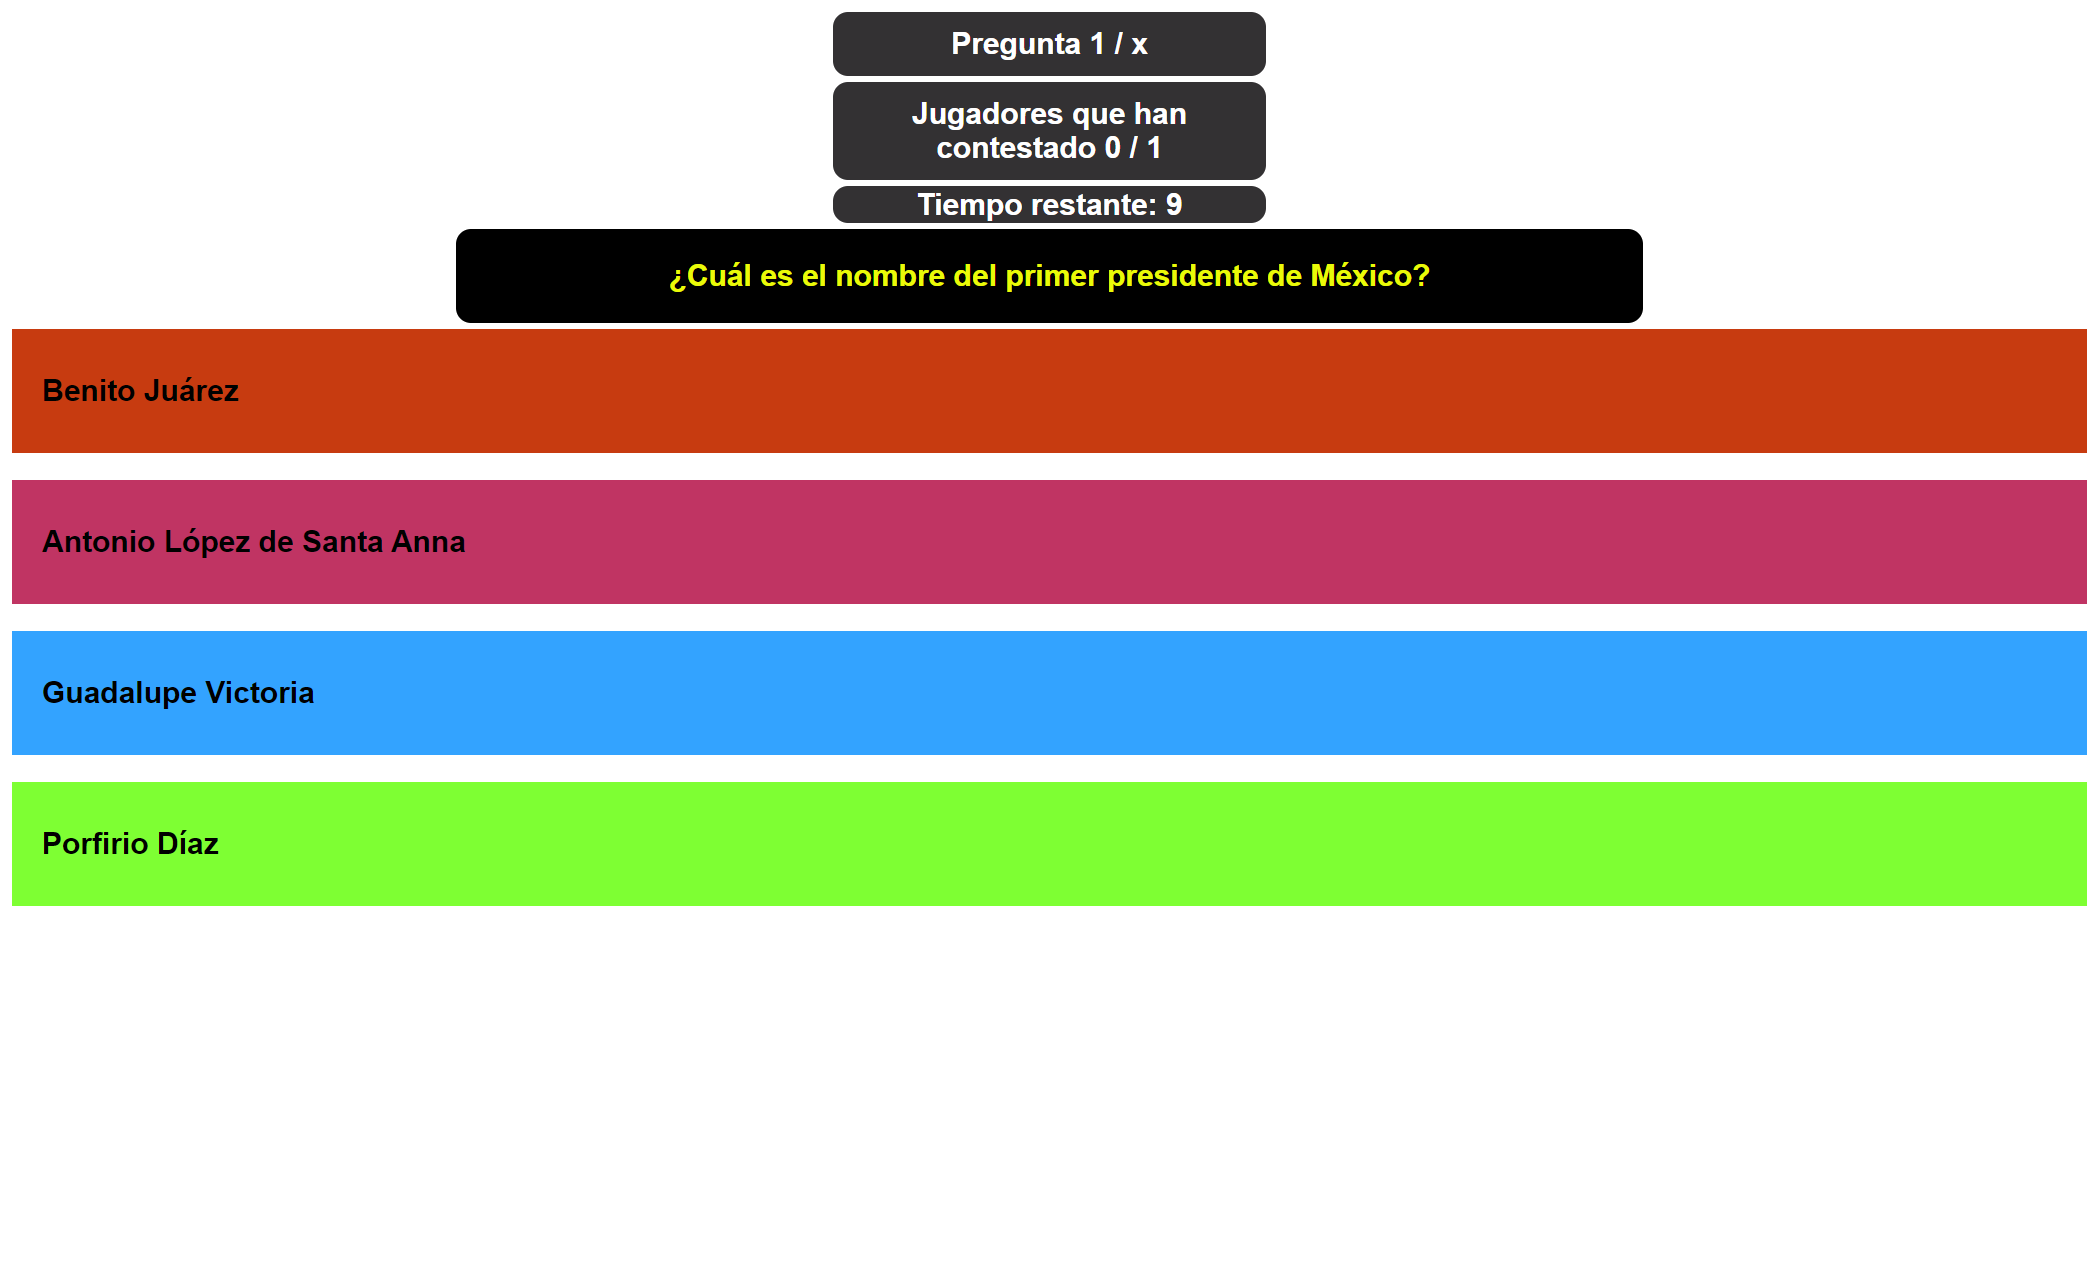 Pregunta 1 / x
Jugadores que han
contestado 0 / 1
Tiempo restante: 9
¿Cuál es el nombre del primer presidente de México?
Benito Juárez
Antonio López de Santa Anna
Guadalupe Victoria
Porfirio Díaz